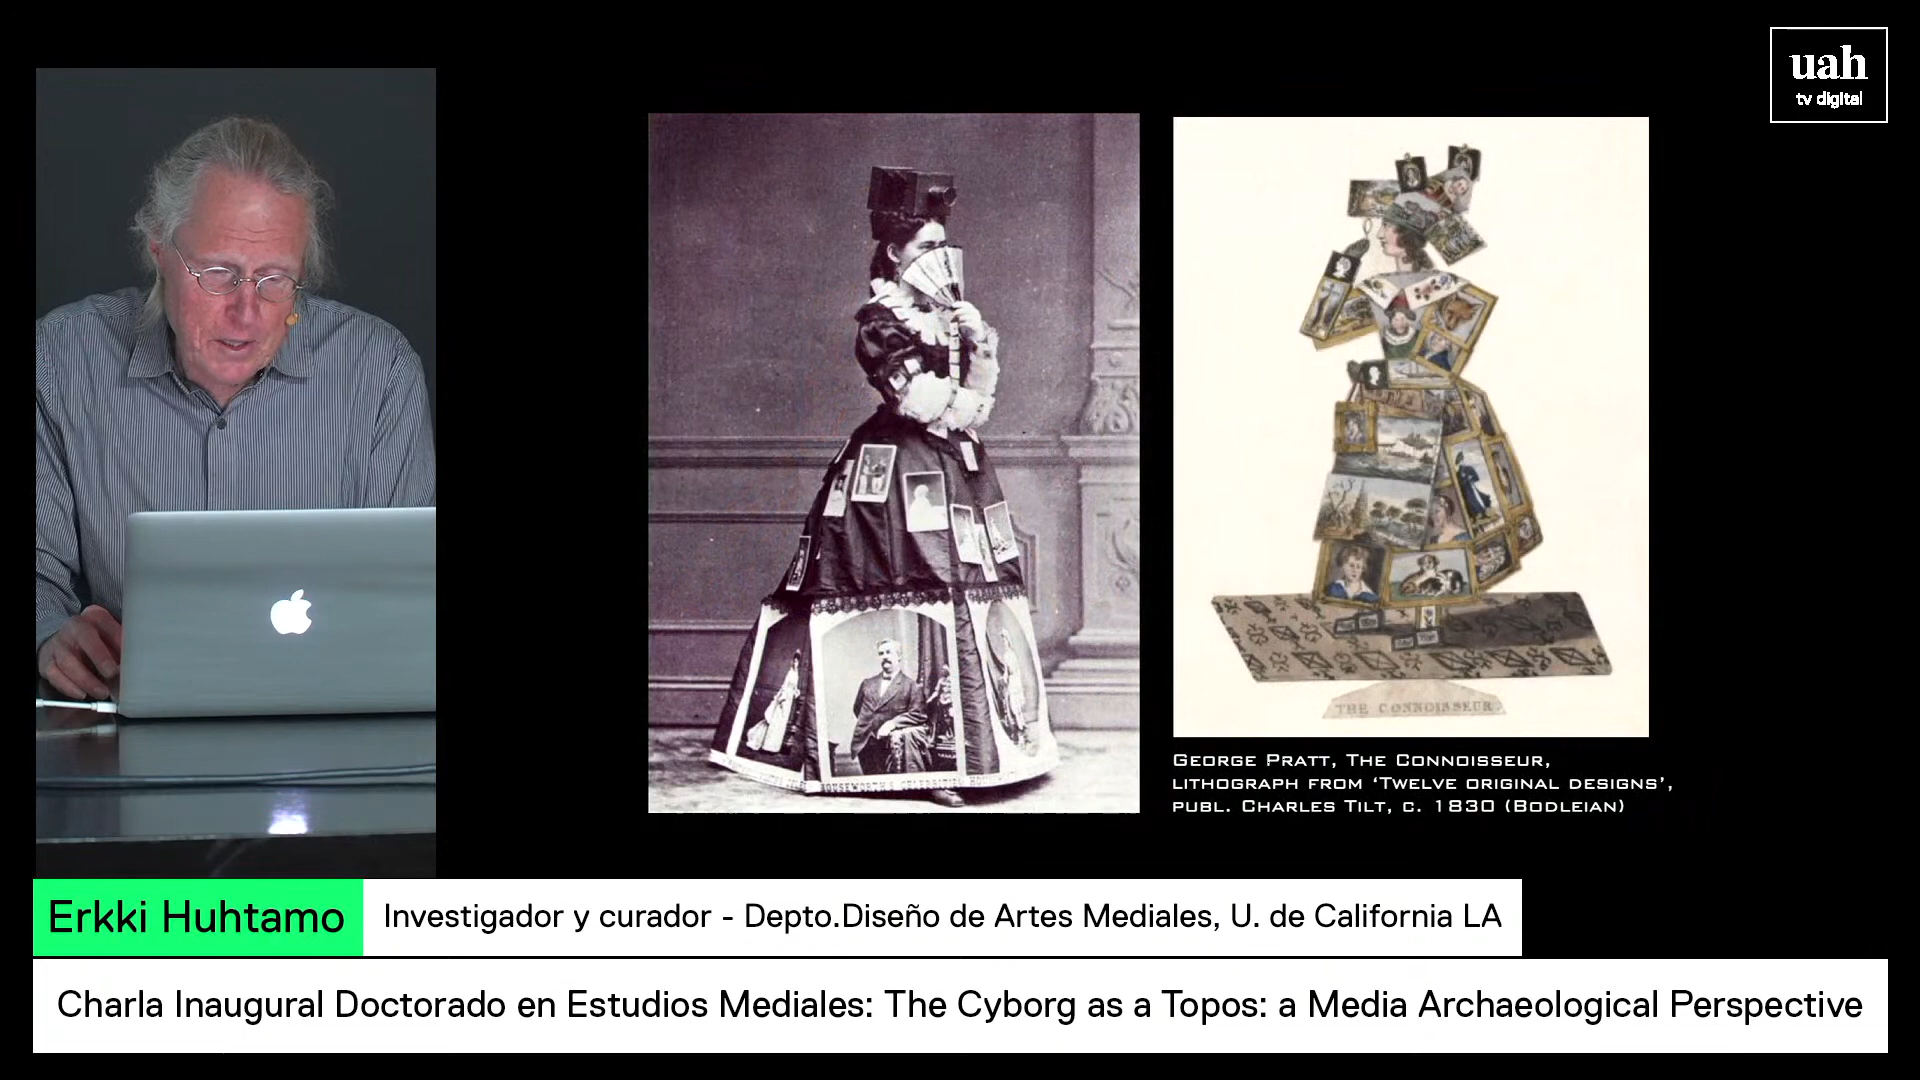 uah
tv digital
THE CONNOISSEUR.
George Pratt, The Connoisseur,
lithograph from ‘Twelve original designs’,
publ. Charles Tilt, c. 1830 (Bodleian)
Erkki Huhtamo
Investigador y curador - Depto.Diseño de Artes Mediales, U. de California LA
Charla Inaugural Doctorado en Estudios Mediales: The Cyborg as a Topos: a Media Archaeological Perspective